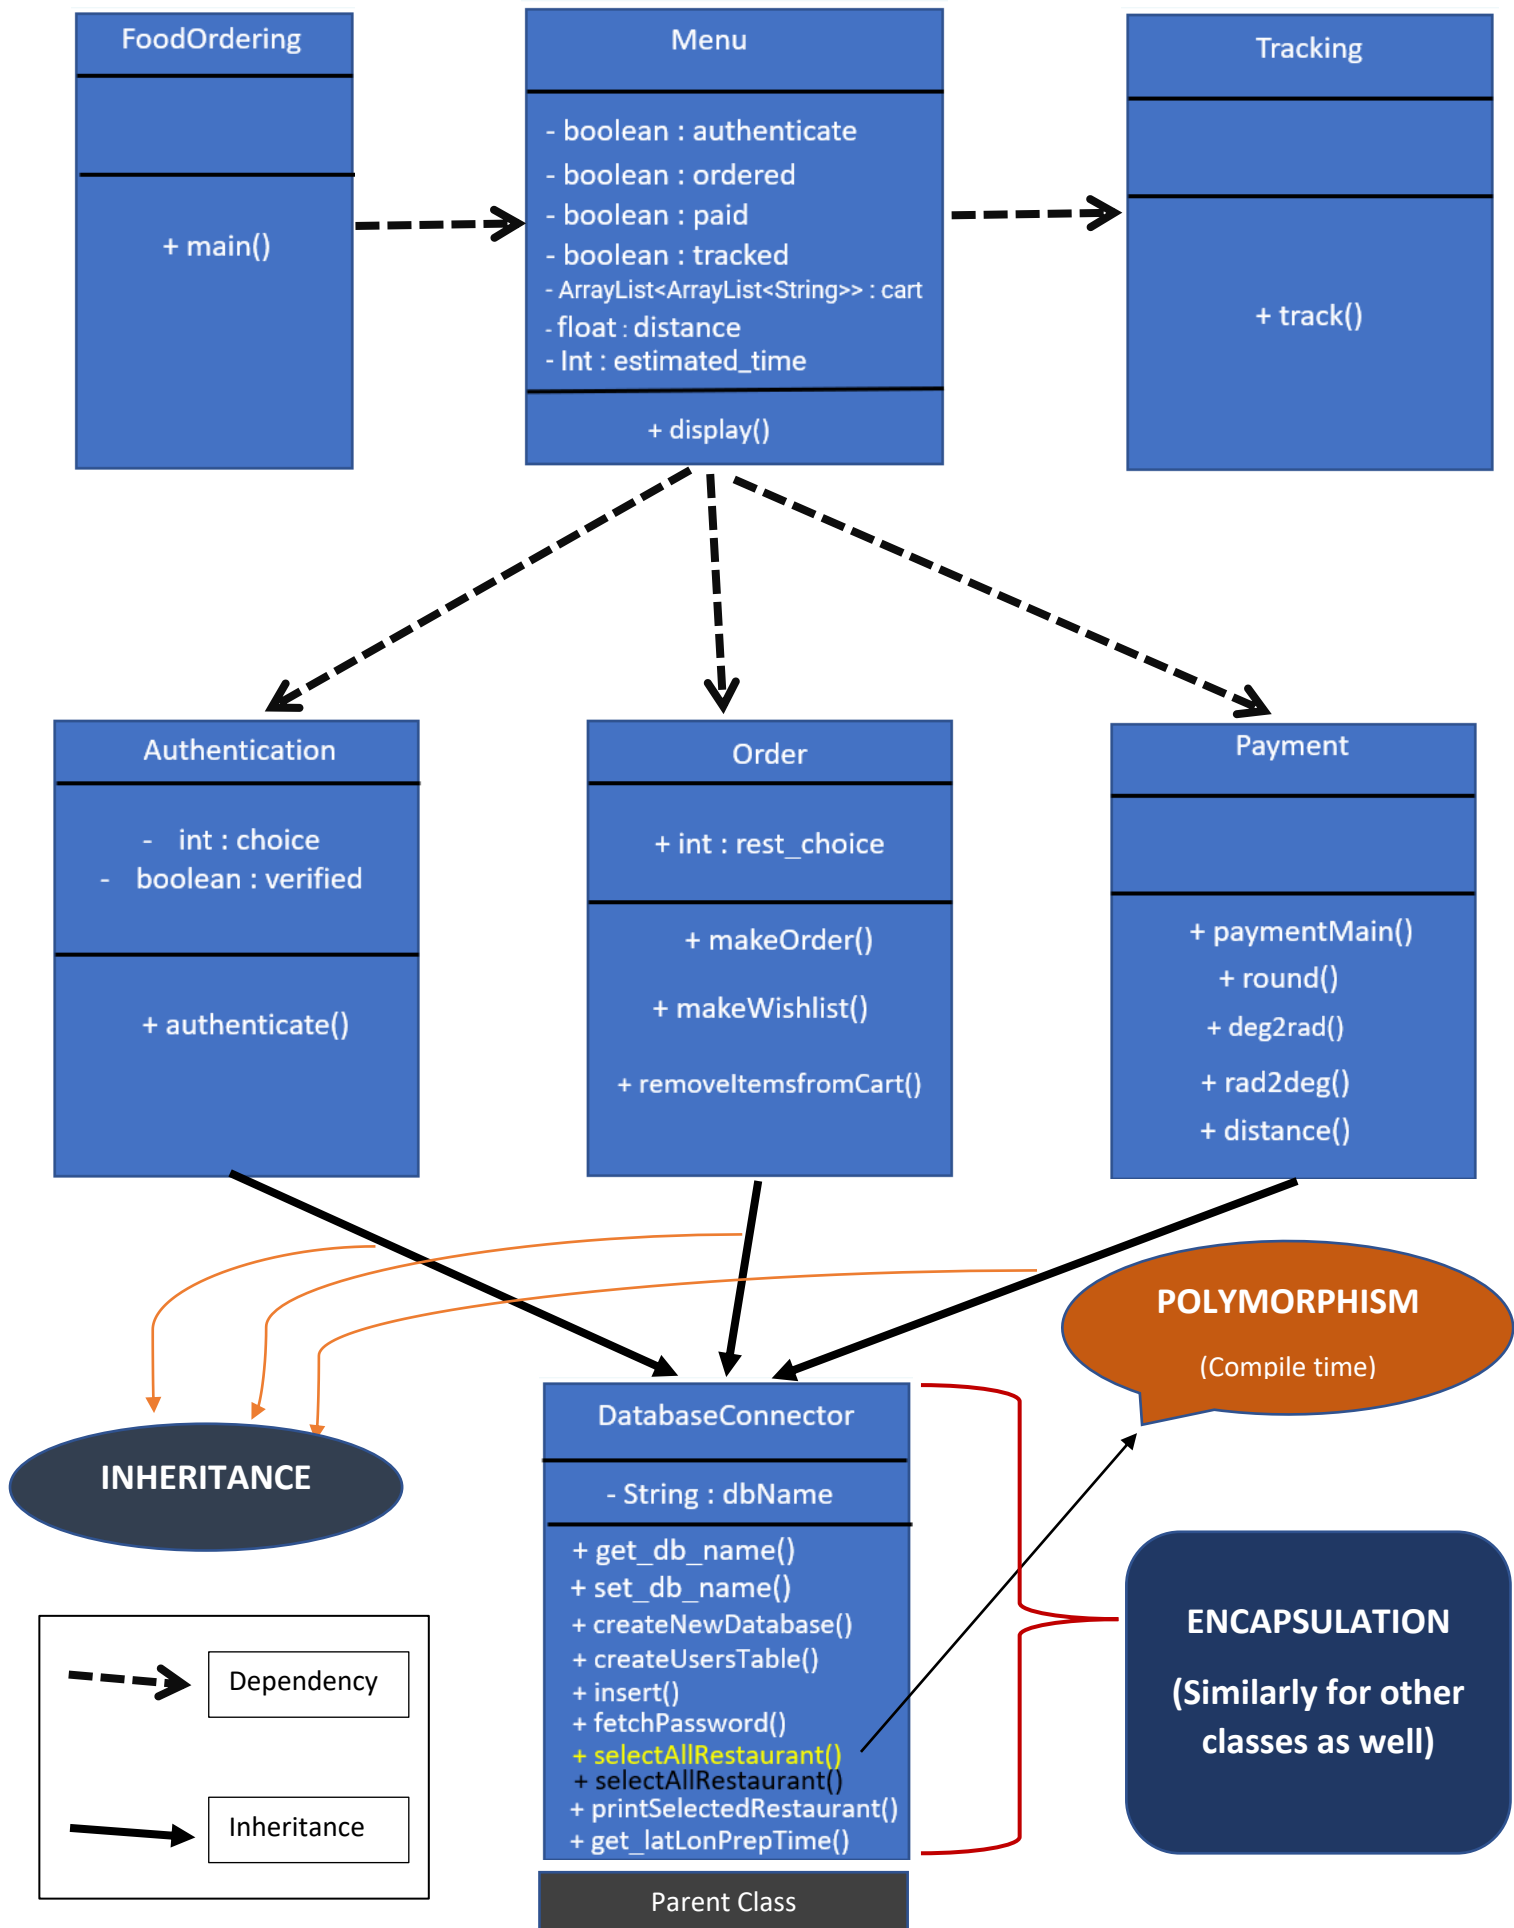 FoodOrdering
+ main()
Menu
- boolean : authenticate
- boolean : ordered
- boolean : paid
- boolean : tracked
- ArrayList<ArrayList<String>> : cart
- float : distance
- Int : estimated_time
+ display()
Tracking
+ track()
Authentication
- int : choice
- boolean : verified
+ authenticate()
Order
+ int : rest_choice
+ makeOrder()
+ makeWishlist()
+ removeItemsfromCart()
Payment
+ paymentMain()
+ round()
+ deg2rad()
+ rad2deg()
+ distance()
POLYMORPHISM
(Compile time)
INHERITANCE
DatabaseConnector
- String : dbName
+ get_db_name()
+ set_db_name()
+ createNewDatabase()
+ createUsersTable()
+ insert()
+ fetchPassword()
+ selectAllRestaurant()
+ selectAllRestaurant()
+ printSelectedRestaurant()
+ get_latLonPrepTime()
Parent Class
ENCAPSULATION
(Similarly for other
classes as well)
Dependency
Inheritance